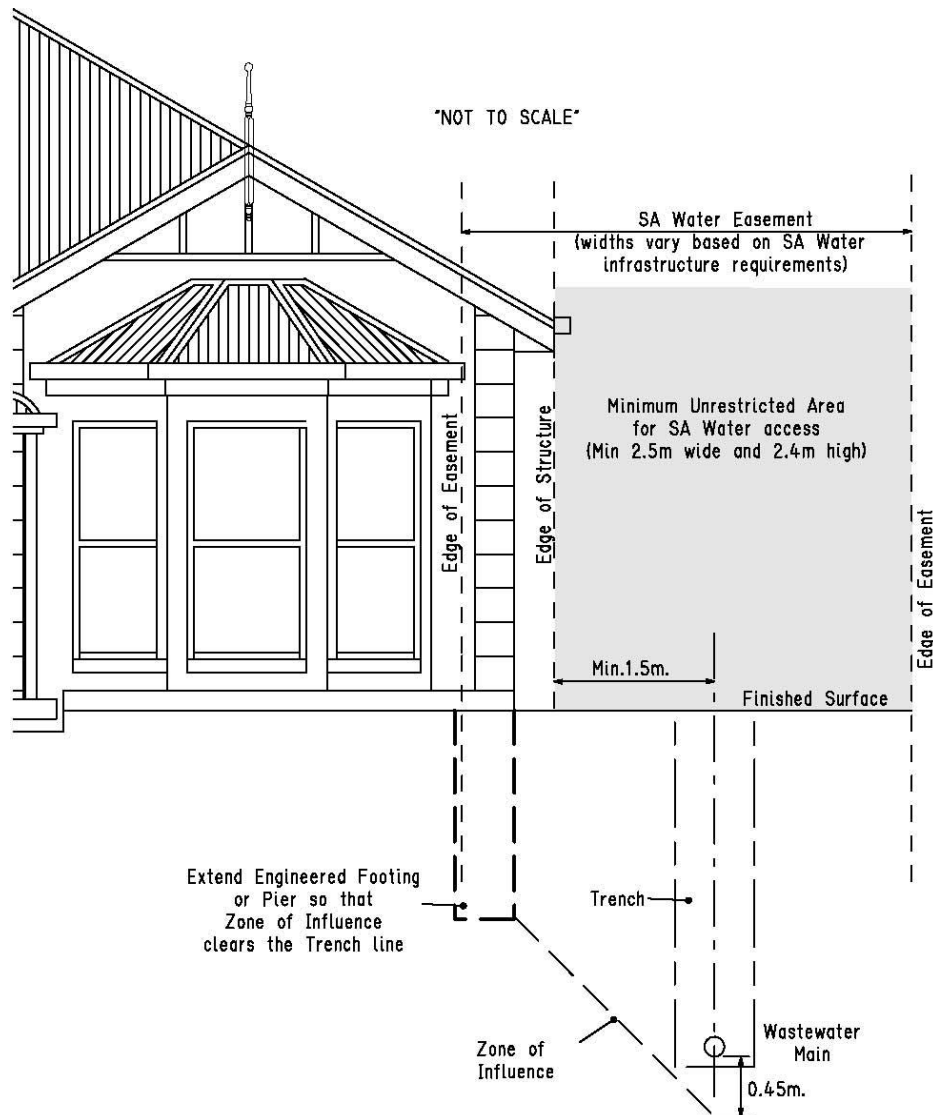 "NOT TO SCALE"
SA Water Easement
(widths vary based on SA Water
infrastructure requirements)
Minimum Unrestricted Area
for SA Water access
(Min 2.5m wide and 2.4m high)
Edge of Easement
Edge of Structure
Edge of Easement
Min.1.5m.
Finished Surface
Extend Engineered Footing
or Pier so that
Zone of Influence
clears the Trench line
Trench
Zone of
Influence
Wastewater
Main
0.45m.